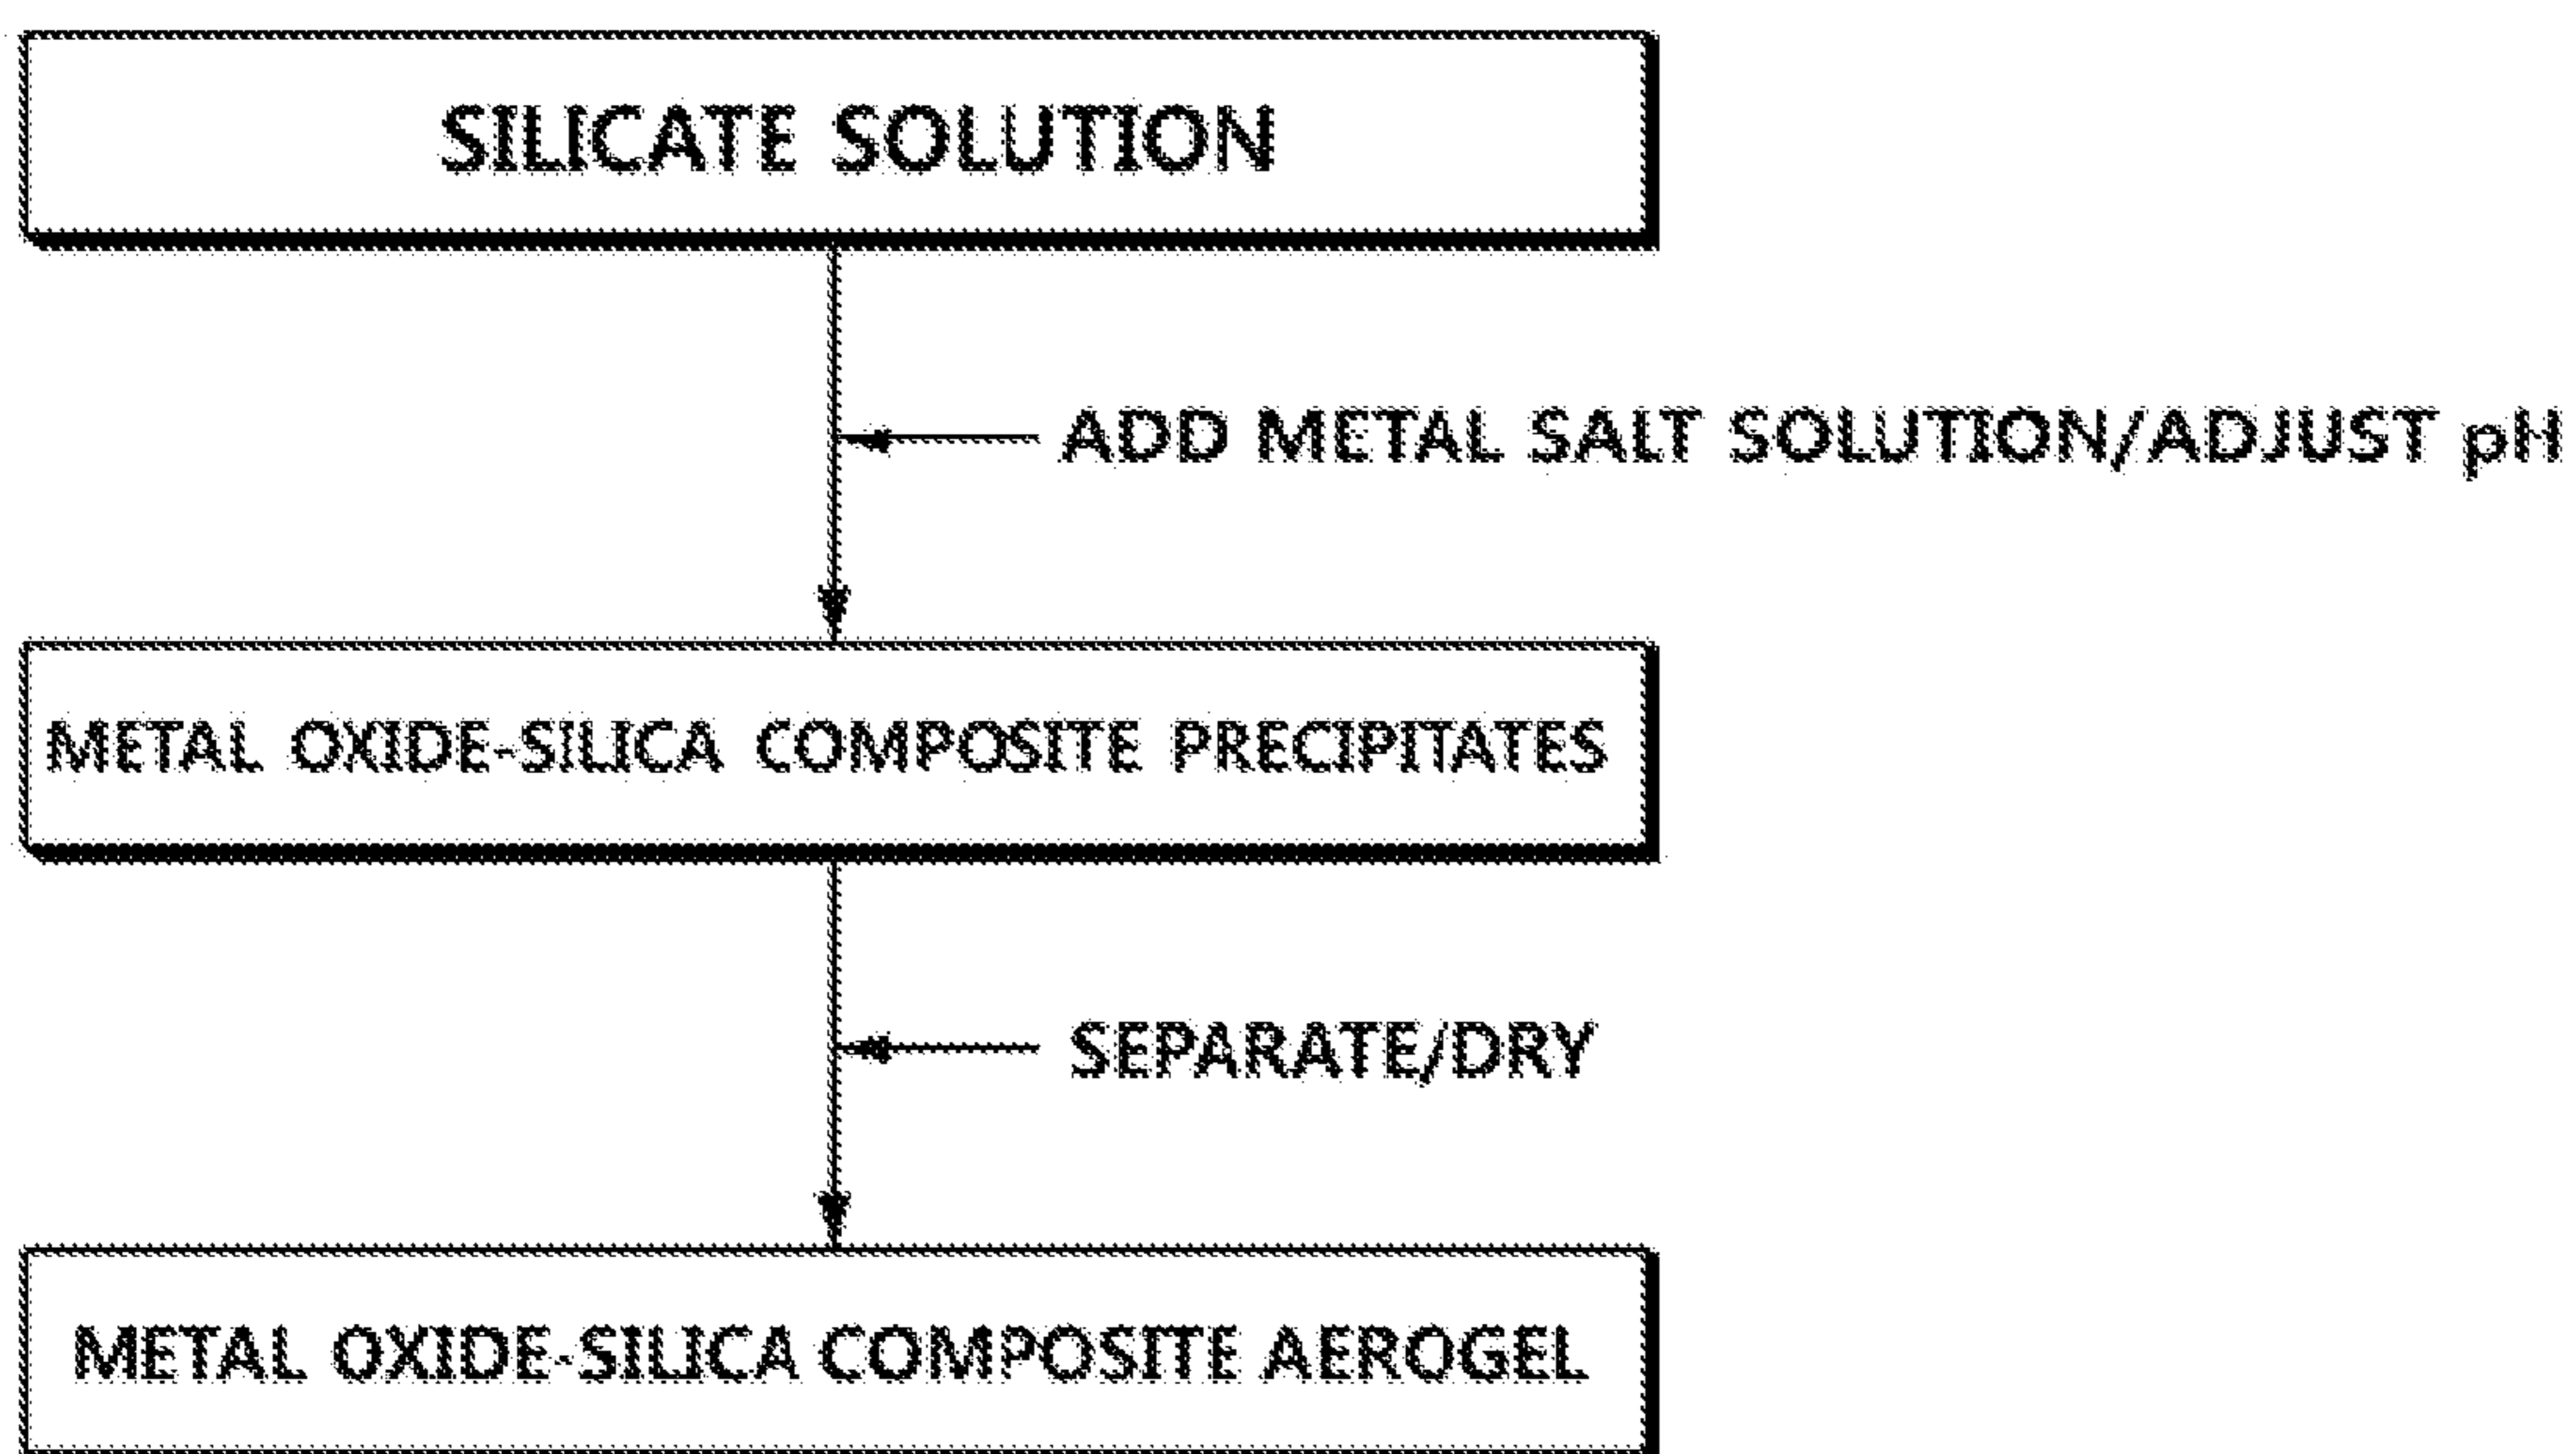 SILICATE SOLUTION
ADD METAL SALT SOLUTION/ADJUST pH
METAL OXIDE-SILICA COMPOSITE PRECIPITATES
SEPARATE/DRY
METAL OXIDE-SILICA COMPOSITE AEROGEL